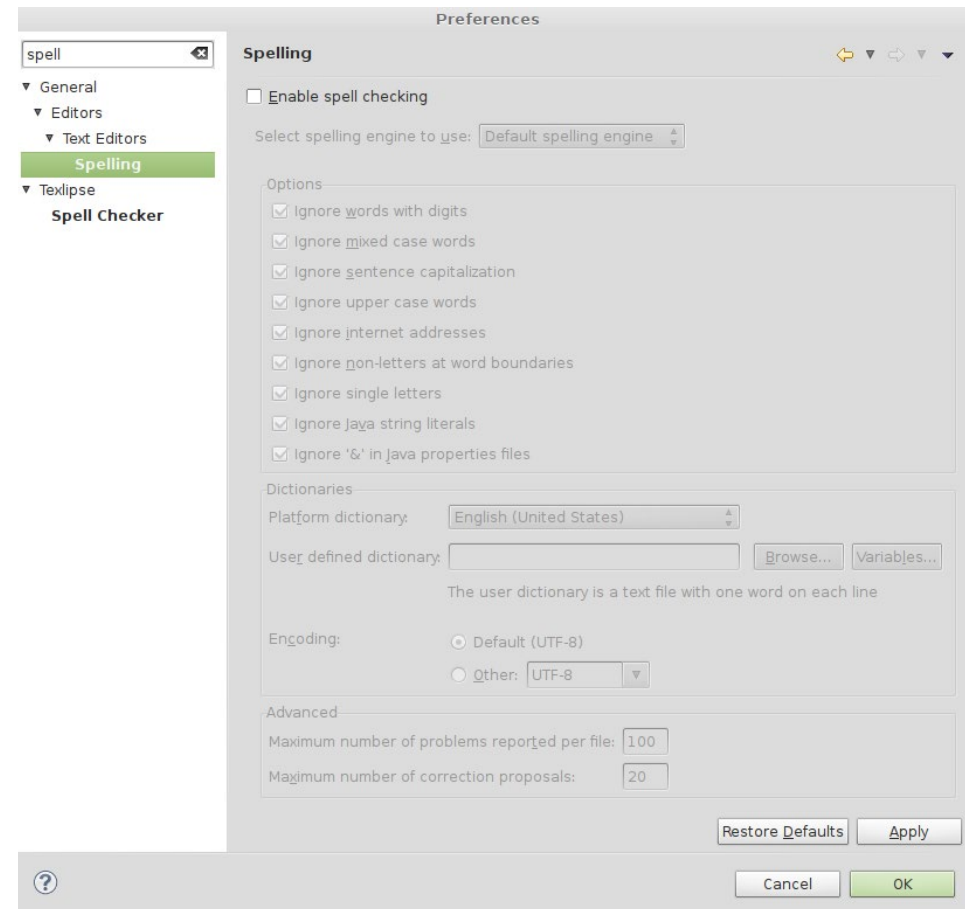 Preferences
spell
General
Editors
Text Editors
Spelling
Texlipse
Spell Checker
Spelling
Enable spell checking
Select spelling engine to use: Default spelling engine
Options
Ignore words with digits
Ignore mixed case words
Ignore sentence capitalization
Ignore upper case words
Ignore internet addresses
Ignore non-letters at word boundaries
Ignore single letters
Ignore Java string literals
Ignore '&' in Java properties files
Dictionaries
Platform dictionary: English (United States)
User defined dictionary: Browse... Variables...
The user dictionary is a text file with one word on each line
Encoding: Default (UTF-8)
Other: UTF-8
Advanced
Maximum number of problems reported per file: 100
Maximum number of correction proposals: 20
Restore Defaults Apply
? Cancel OK